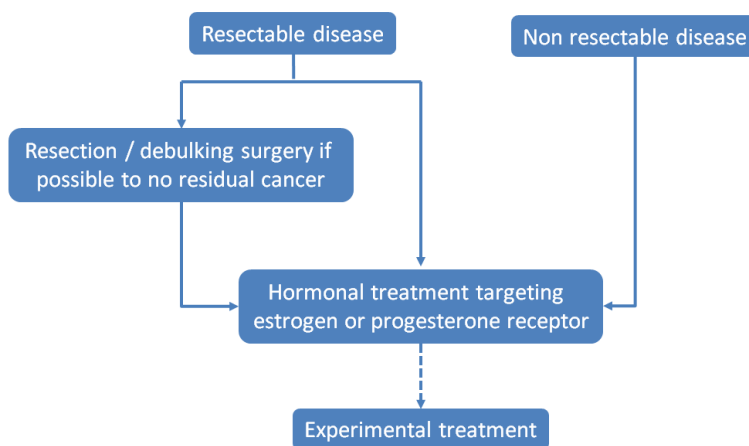 Resectable disease
Non resectable disease
Resection / debulking surgery if
possible to no residual cancer
Hormonal treatment targeting
estrogen or progesterone receptor
Experimental treatment